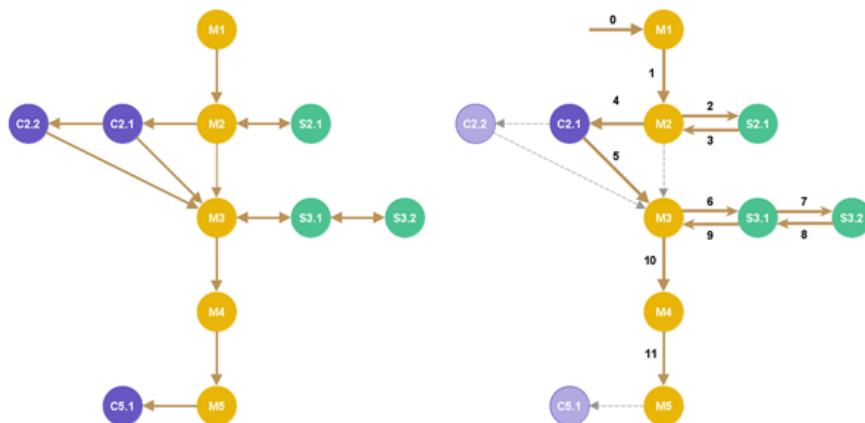 M1
C2.2 C2.1 M2 S2.1
M3 S3.1 S3.2
M4
C5.1 M5
0
M1
1
4 2
C2.2 C2.1 M2 S2.1
3
5
6 7
M3 S3.1 S3.2
9 8
10
M4
11
C5.1 M5